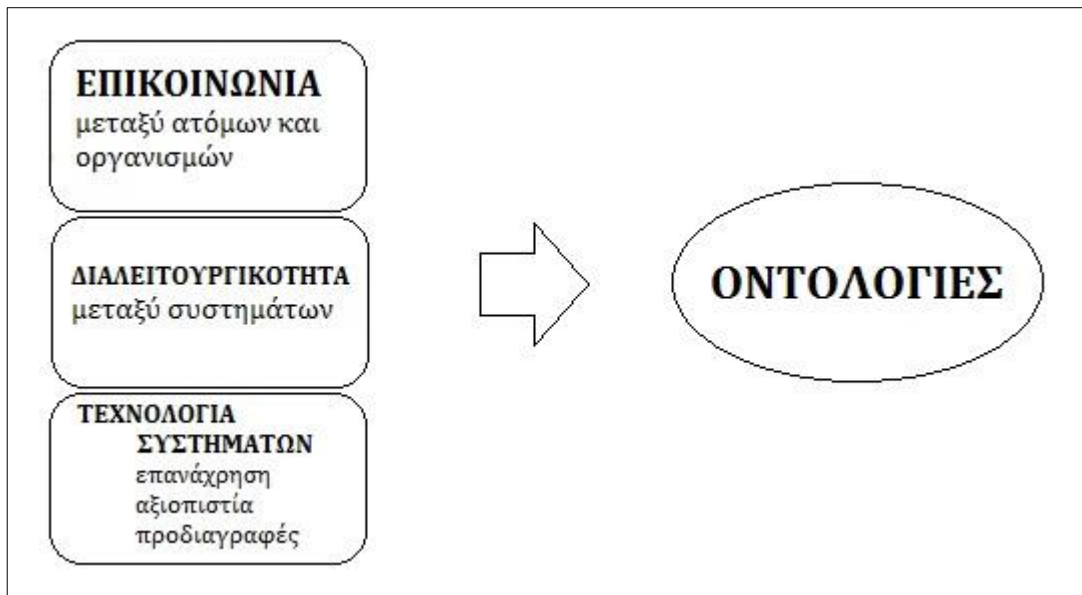 ΕΠΙΚΟΙΝΩΝΙΑ
μεταξύ ατόμων και
οργανισμών
ΔΙΑΛΕΙΤΟΥΡΓΙΚΟΤΗΤΑ
μεταξύ συστημάτων
ΤΕΧΝΟΛΟΓΙΑ
ΣΥΣΤΗΜΑΤΩΝ
επανάχρηση
αξιοπιστία
προδιαγραφές
ΟΝΤΟΛΟΓΙΕΣ